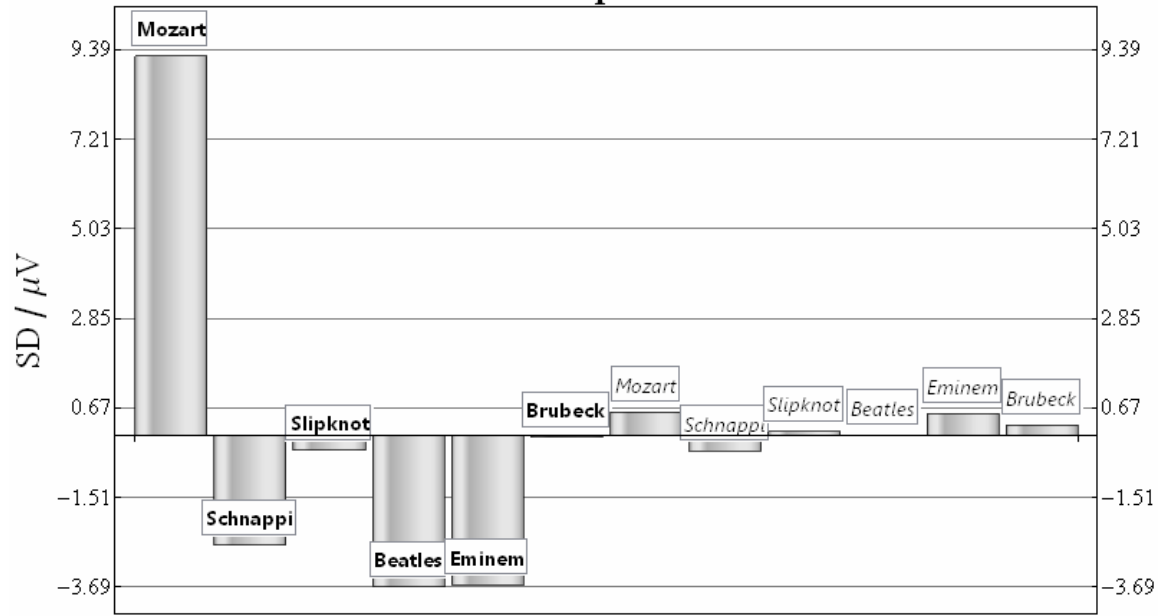 Mozart
9.39 9.39
7.21 7.21
5.03 5.03
SD / μV
2.85 2.85
Mozart Eminem
0.67 Brubeck Slipknot Beatles Brubeck 0.67
Slipknot Schnappi
−1.51 −1.51
Schnappi
Beatles Eminem
−3.69 −3.69